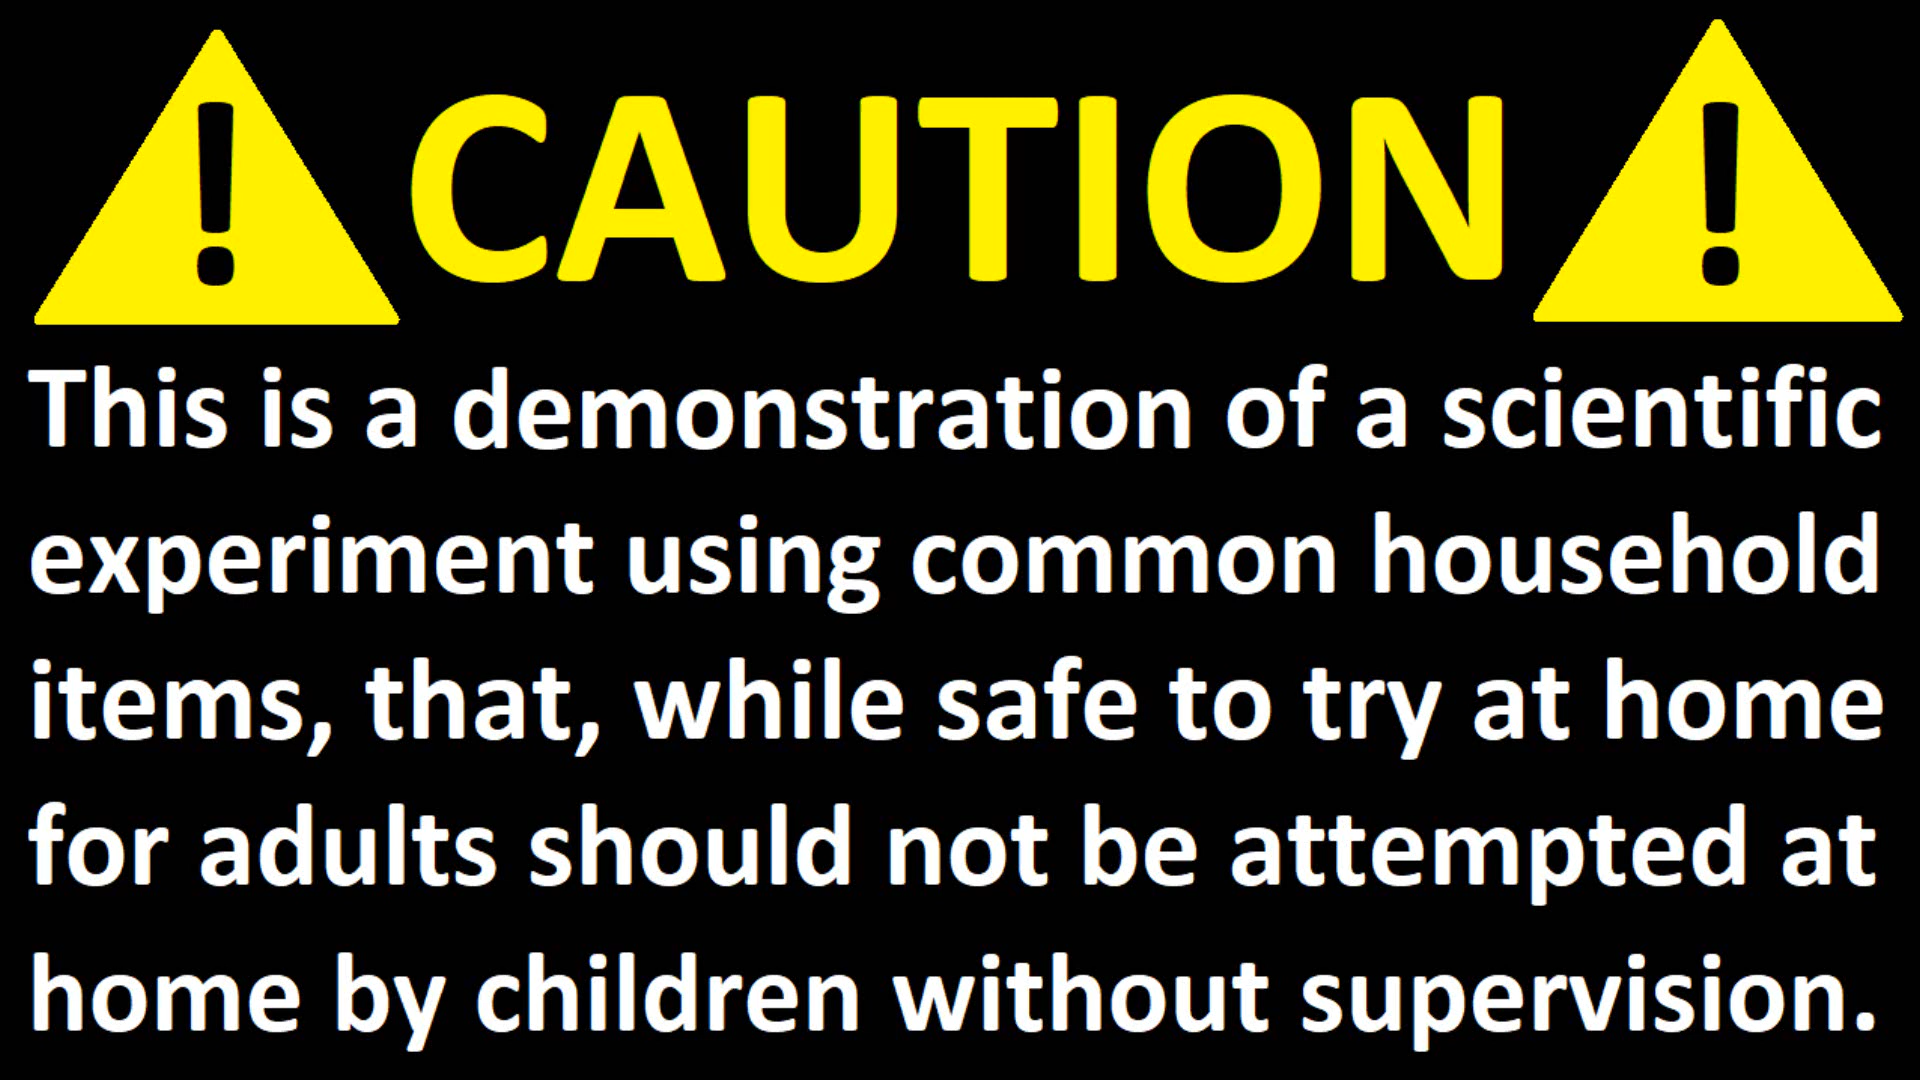 ! CAUTION !
This is a demonstration of a scientific
experiment using common household
items, that, while safe to try at home
for adults should not be attempted at
home by children without supervision.